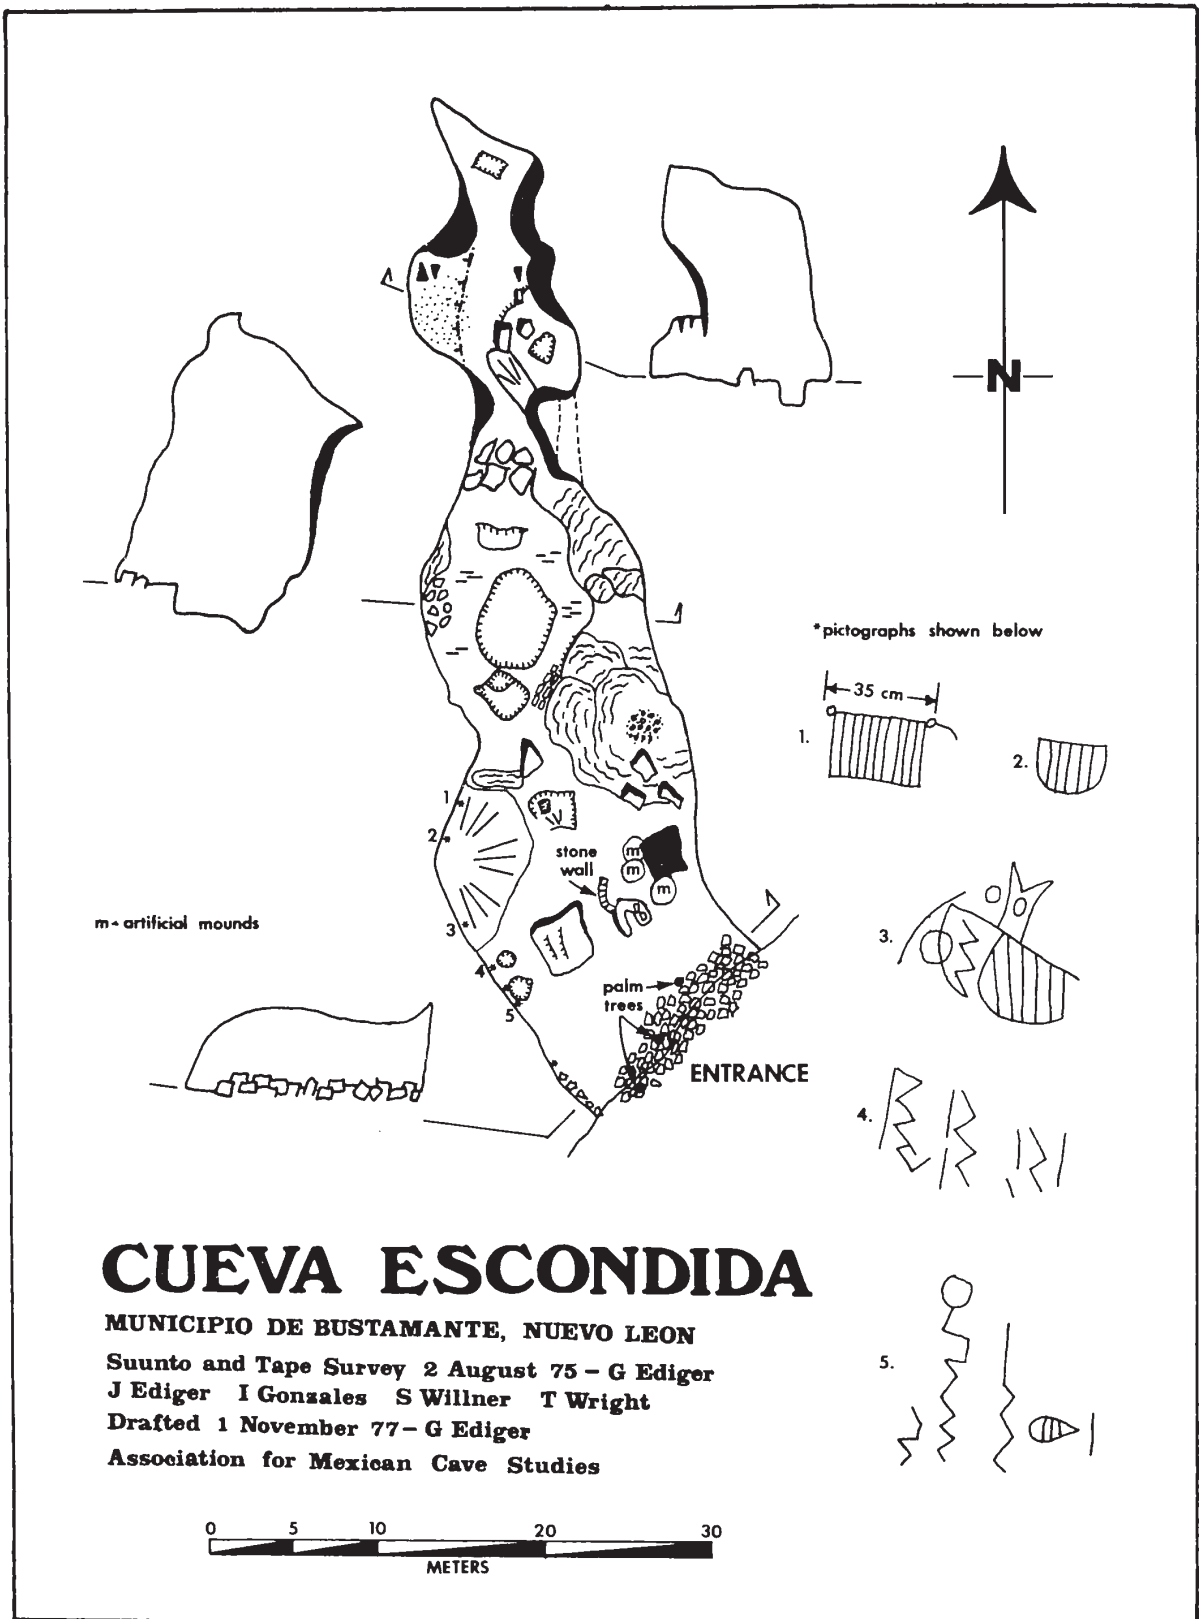 N
*pictographs shown below
35 cm
1.
2.
1
2
stone
wall
m
m
m
m - artificial mounds
3
3.
4
palm
trees
5
ENTRANCE
4.
CUEVA ESCONDIDA
MUNICIPIO DE BUSTAMANTE, NUEVO LEON
Suunto and Tape Survey 2 August 75 - G Ediger
J Ediger I Gonzales S Willner T Wright
Drafted 1 November 77 - G Ediger
Association for Mexican Cave Studies
5.
0 5 10 20 30
METERS